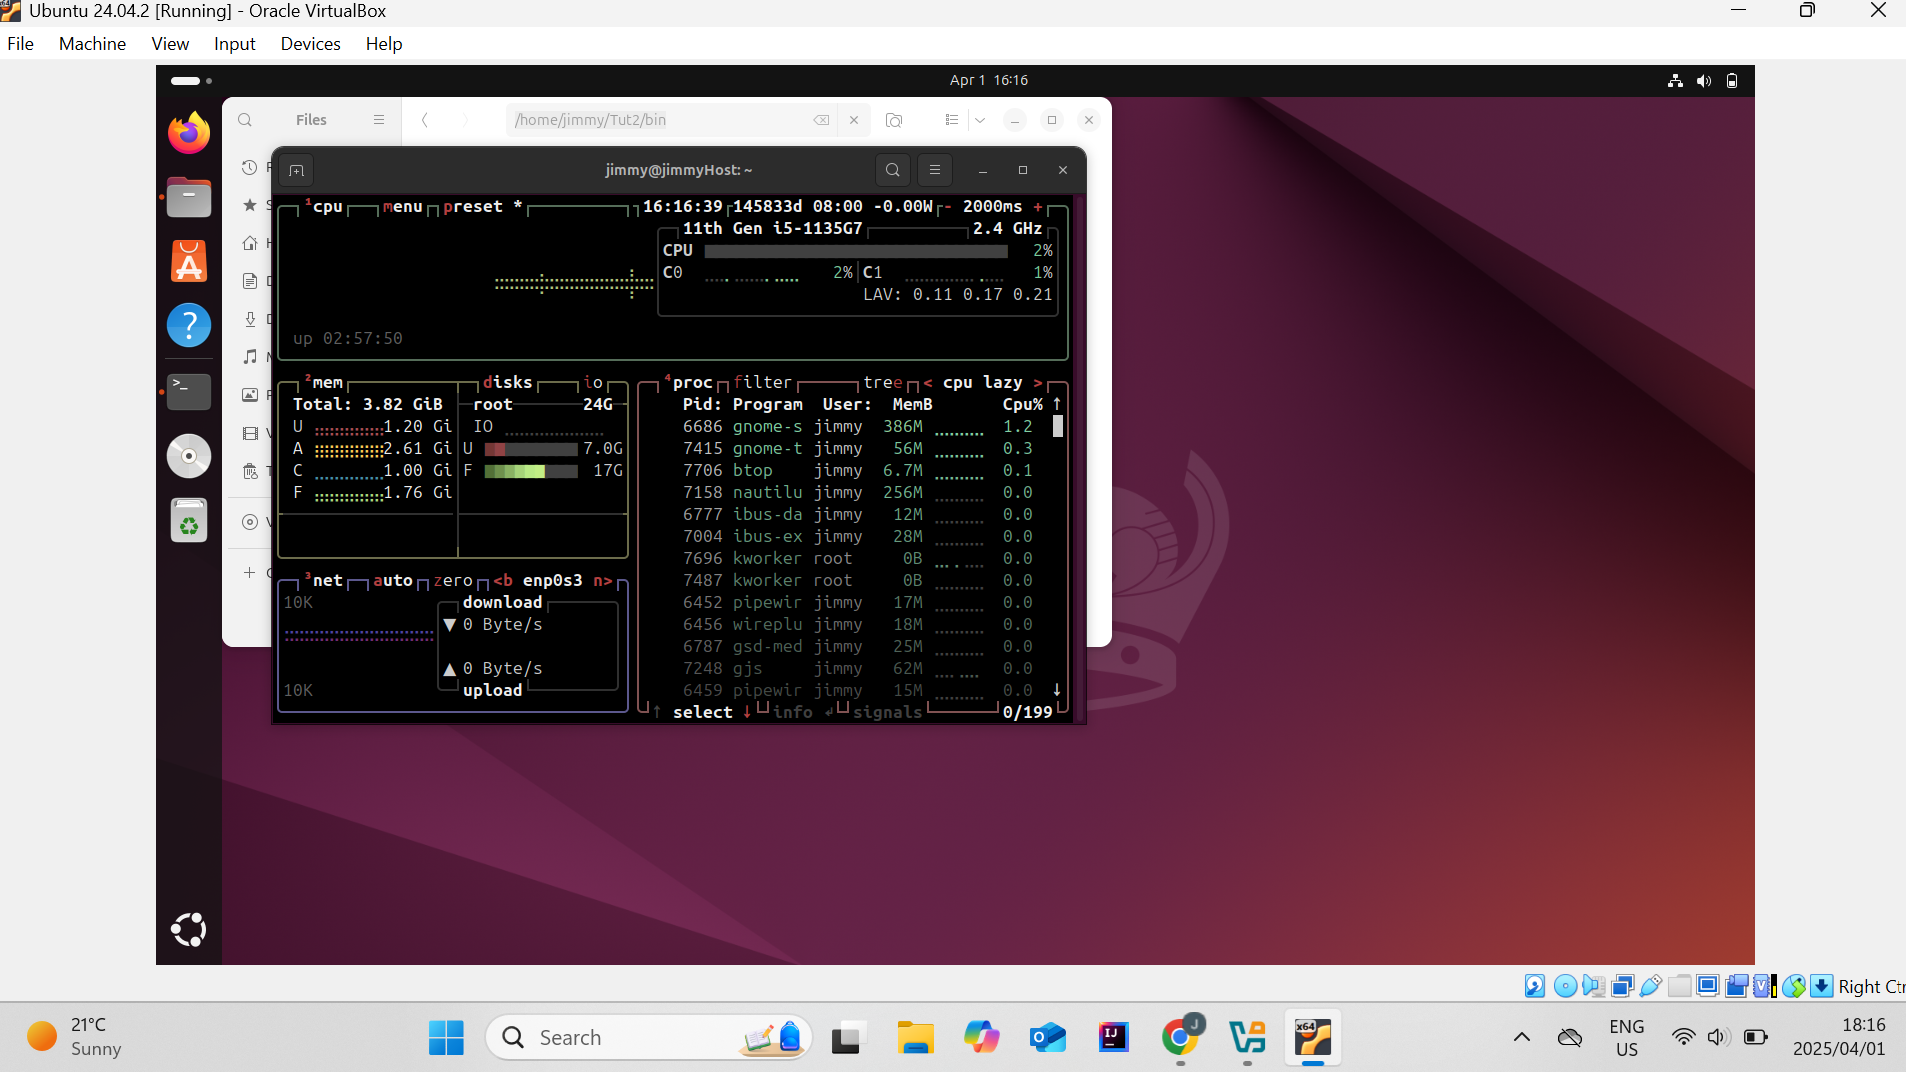 Ubuntu 24.04.2 [Running] - Oracle VirtualBox
File Machine View Input Devices Help
Apr 1 16:16
Files
/home/jimmy/Tut2/bin
jimmy@jimmyHost: ~
1cpu menu preset * 16:16:39 145833d 08:00 -0.00W - 2000ms +
11th Gen i5-1135G7 2.4 GHz
CPU 2%
C0 2% C1 1%
LAV: 0.11 0.17 0.21
up 02:57:50
2mem disks io
Total: 3.82 GiB root 24G
U 1.20 Gi IO
A 2.61 Gi U 7.0G
C 1.00 Gi F 17G
F 1.76 Gi
4proc filter tree < cpu lazy >
Pid: Program User: MemB Cpu% ↑
6686 gnome-s jimmy 386M 1.2
7415 gnome-t jimmy 56M 0.3
7706 btop jimmy 6.7M 0.1
7158 nautilu jimmy 256M 0.0
6777 ibus-da jimmy 12M 0.0
7004 ibus-ex jimmy 28M 0.0
7696 kworker root 0B 0.0
7487 kworker root 0B 0.0
6452 pipewir jimmy 17M 0.0
6456 wireplu jimmy 18M 0.0
6787 gsd-med jimmy 25M 0.0
7248 gjs jimmy 62M 0.0
6459 pipewir jimmy 15M 0.0 ↓
↑ select ↓ info ↲ signals 0/199
3net auto zero <b enp0s3 n>
10K download
▼ 0 Byte/s
▲ 0 Byte/s
10K upload
Right Ctr
21°C
Sunny
Search
ENG
US
18:16
2025/04/01